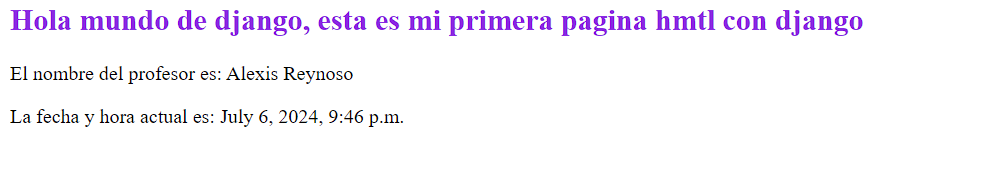 Hola mundo de django, esta es mi primera pagina hmtl con django
El nombre del profesor es: Alexis Reynoso
La fecha y hora actual es: July 6, 2024, 9:46 p.m.